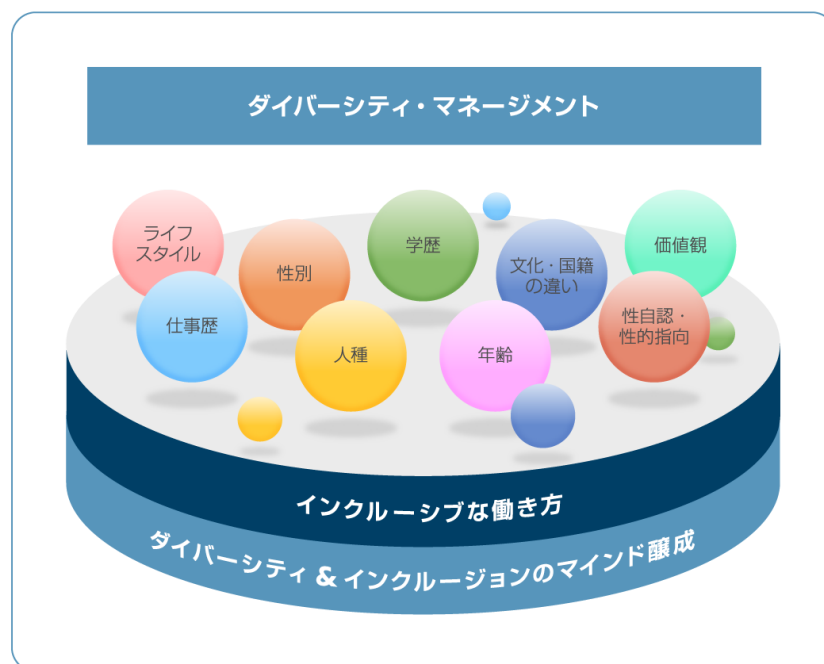 ダイバーシティ・マネージメント
ライフ
スタイル
性別
学歴
文化・国籍
の違い
価値観
仕事歴
人種
年齢
性自認・
性的指向
インクルーシブな働き方
ダイバーシティ & インクルージョンのマインド醸成